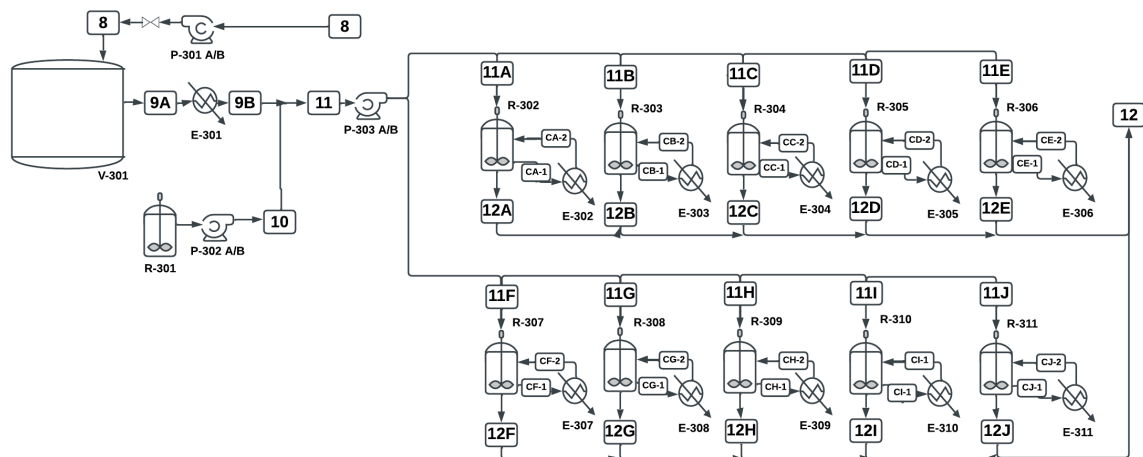 8
8
P-301 A/B
9A
9B
11
E-301
P-303 A/B
V-301
10
P-302 A/B
R-301
11A
11B
11C
11D
11E
R-302
R-303
R-304
R-305
R-306
CA-2
CB-2
CC-2
CD-2
CE-2
CA-1
CB-1
CC-1
CD-1
CE-1
12A
12B
12C
12D
12E
E-302
E-303
E-304
E-305
E-306
12
11F
11G
11H
11I
11J
R-307
R-308
R-309
R-310
R-311
CF-2
CG-2
CH-2
CI-1
CJ-2
CF-1
CG-1
CH-1
CI-1
CJ-1
12F
12G
12H
12I
12J
E-307
E-308
E-309
E-310
E-311